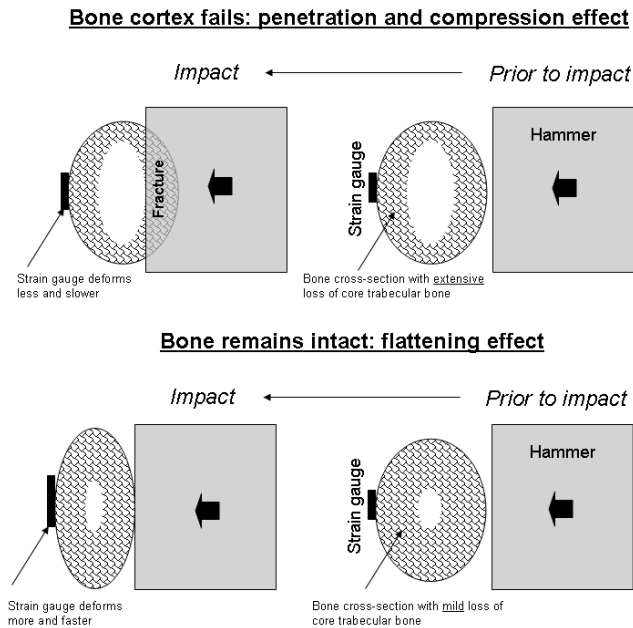 Bone cortex fails: penetration and compression effect
Impact
Prior to impact
Fracture
Strain gauge
Hammer
Strain gauge deforms
less and slower
Bone cross-section with extensive
loss of core trabecular bone
Bone remains intact: flattening effect
Impact
Prior to impact
Strain gauge
Hammer
Strain gauge deforms
more and faster
Bone cross-section with mild loss of
core trabecular bone